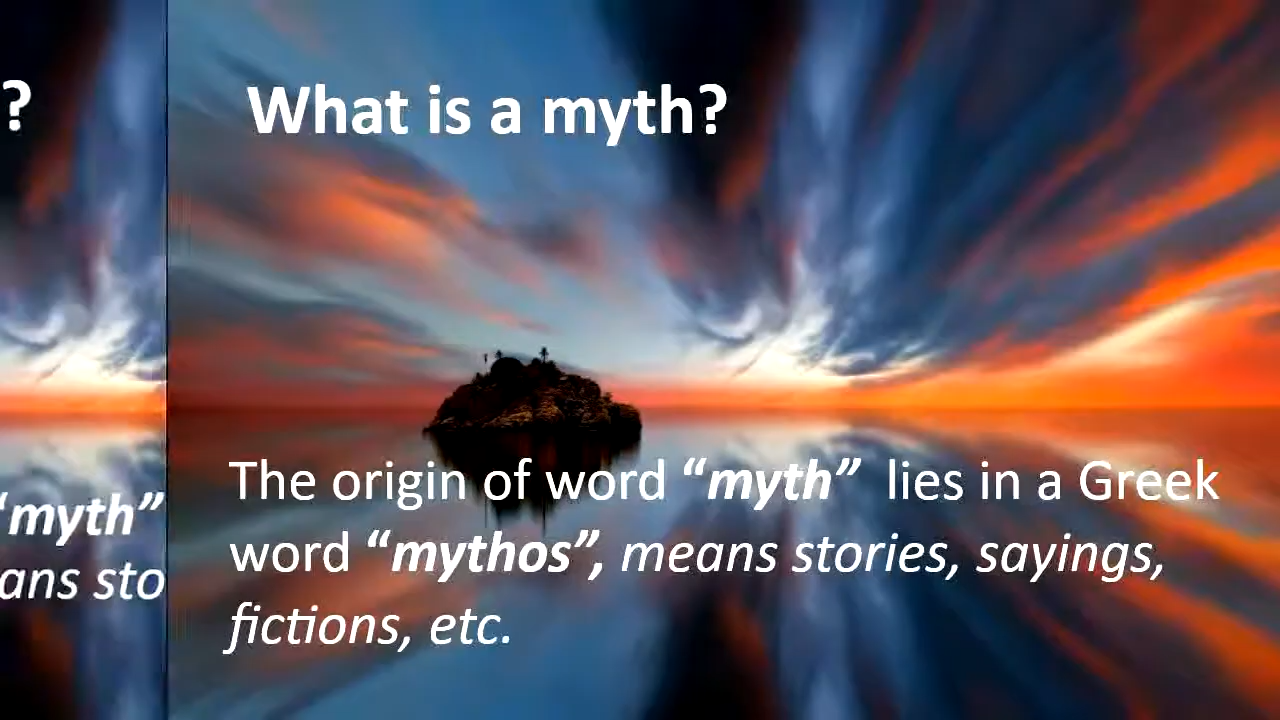 ?
What is a myth?
“myth”
ans sto
The origin of word “myth” lies in a Greek
word “mythos”, means stories, sayings,
fictions, etc.